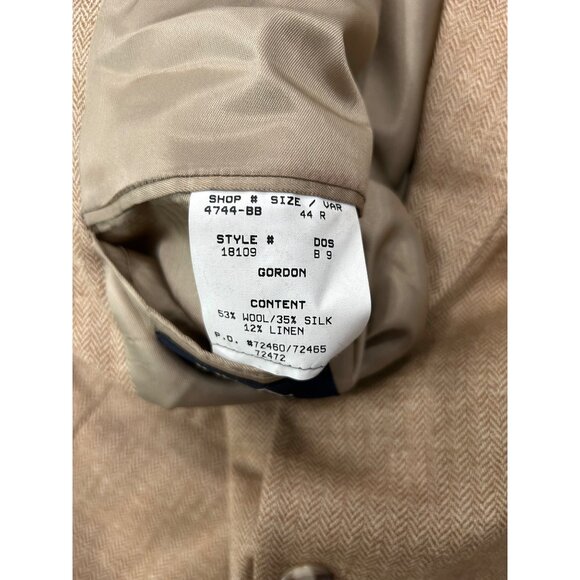 SHOP # SIZE / VAR
4744-BB 44 R
STYLE # DOS
18109 B 9
GORDON
CONTENT
53% WOOL/35% SILK
12% LINEN
P.O. #72460/72465
72472